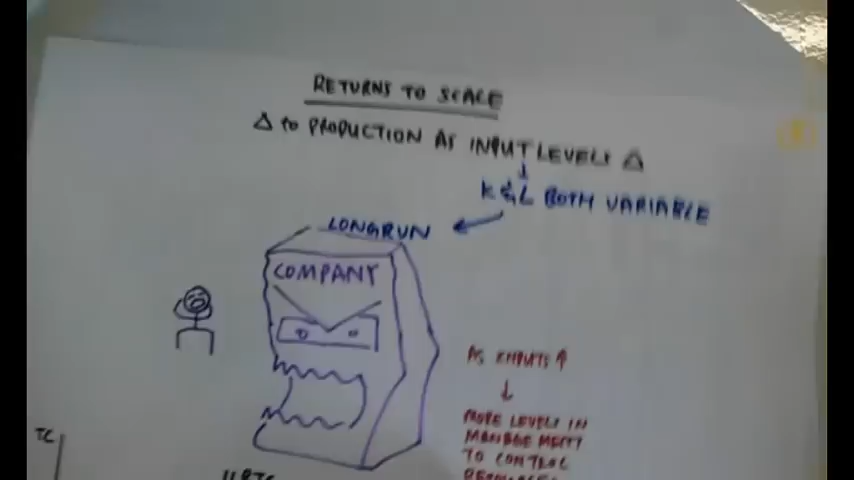 RETURNS TO SCALE
Δ to PRODUCTION AS INPUT LEVELS Δ
K & L BOTH VARIABLE
LONGRUN
COMPANY
AS INPUTS ↑
MORE LEVELS IN
MANAGEMENT
TO CONTROL
TC